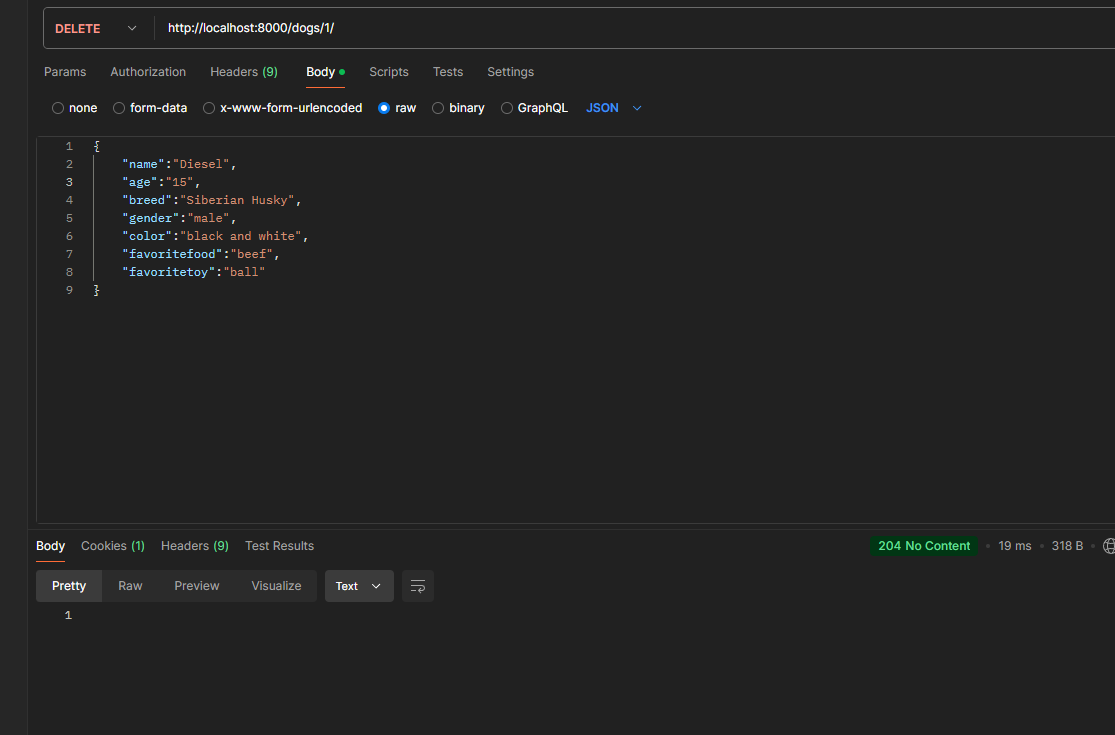 DELETE http://localhost:8000/dogs/1/
Params Authorization Headers (9) Body Scripts Tests Settings
none form-data x-www-form-urlencoded raw binary GraphQL JSON
1 {
2 "name":"Diesel",
3 "age":"15",
4 "breed":"Siberian Husky",
5 "gender":"male",
6 "color":"black and white",
7 "favoritefood":"beef",
8 "favoritetoy":"ball"
9 }
Body Cookies (1) Headers (9) Test Results 204 No Content • 19 ms • 318 B •
Pretty Raw Preview Visualize Text
1